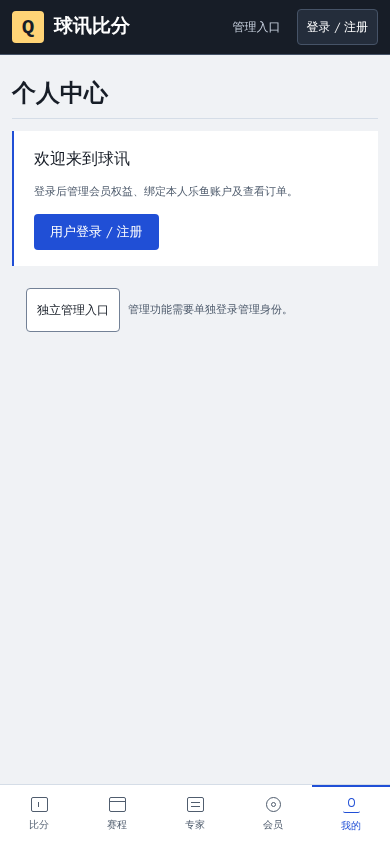 Q 球讯比分 管理入口 登录 / 注册
个人中心
欢迎来到球讯
登录后管理会员权益、绑定本人乐鱼账户及查看订单。
用户登录 / 注册
独立管理入口 管理功能需要单独登录管理身份。
比分 赛程 专家 会员 我的